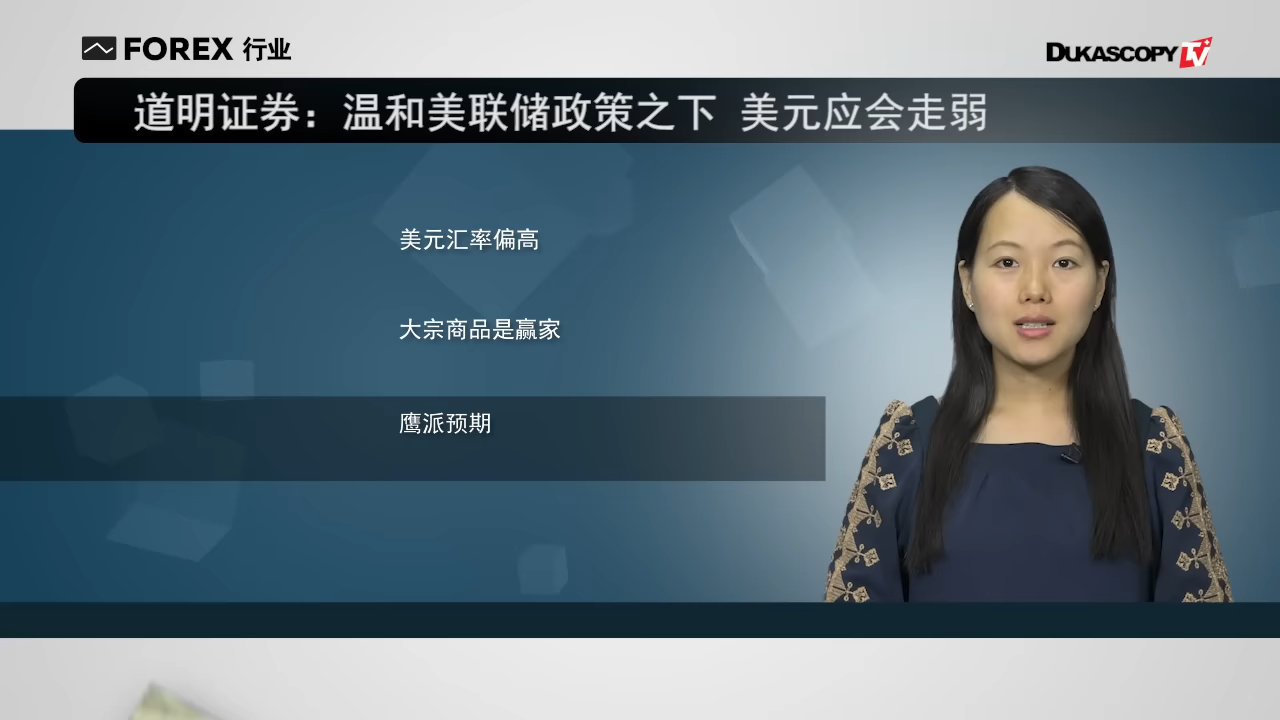 FOREX 行业
DUKASCOPY TV
道明证券：温和美联储政策之下 美元应会走弱
美元汇率偏高
大宗商品是赢家
鹰派预期